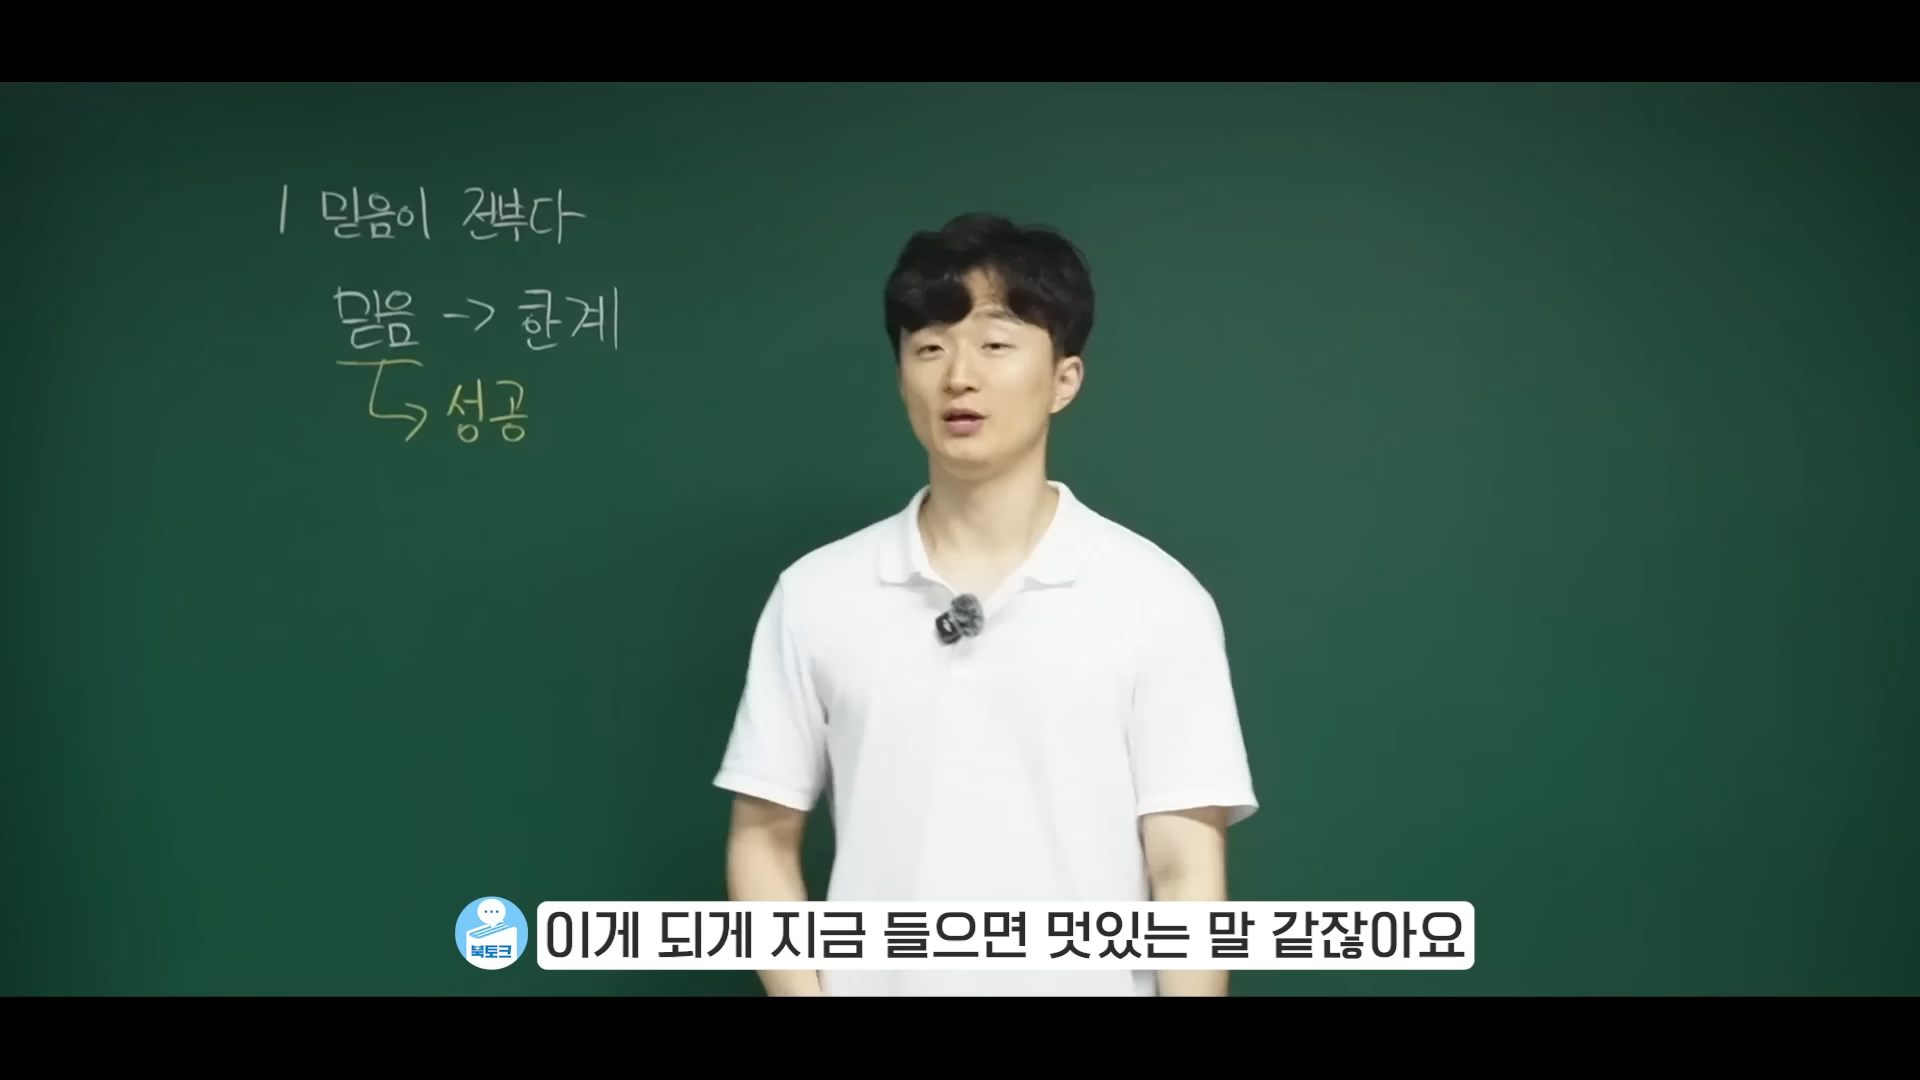 1 믿음이 전부다
믿음 -> 한계
↳ 성공
북토크
이게 되게 지금 들으면 멋있는 말 같잖아요